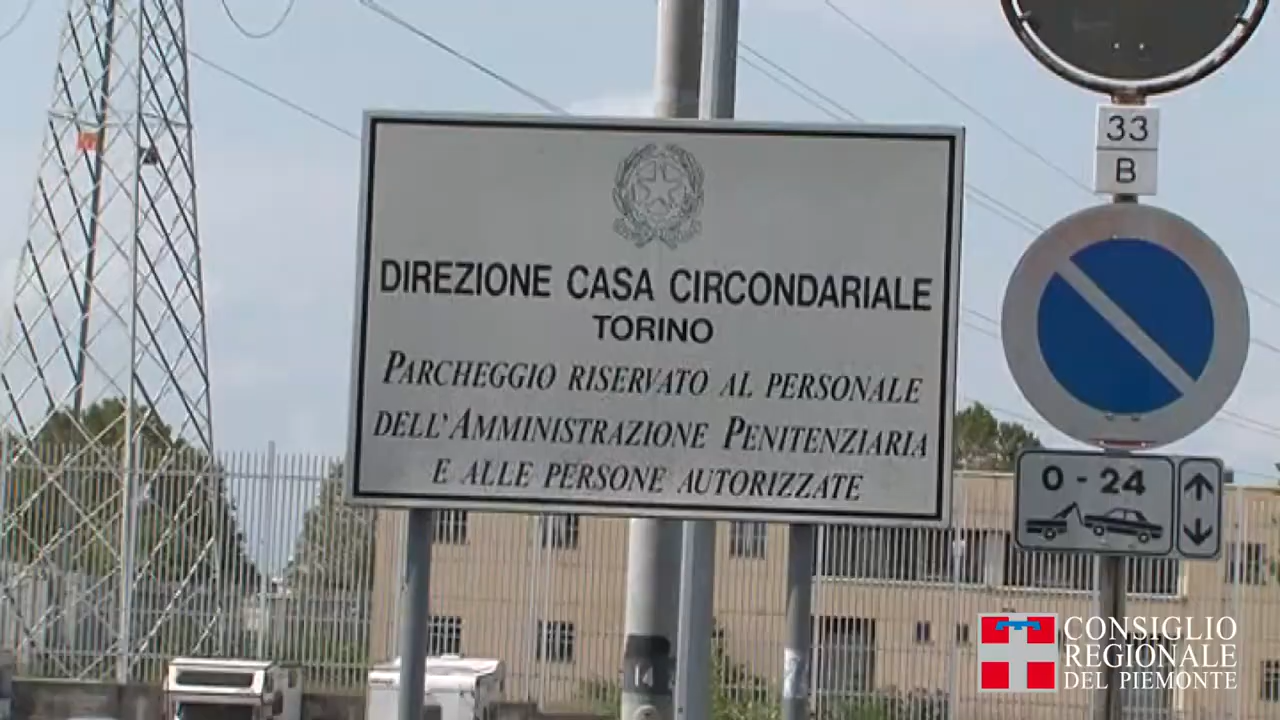 33
B
DIREZIONE CASA CIRCONDARIALE
TORINO
PARCHEGGIO RISERVATO AL PERSONALE
DELL'AMMINISTRAZIONE PENITENZIARIA
E ALLE PERSONE AUTORIZZATE
0 - 24
14
CONSIGLIO
REGIONALE
DEL PIEMONTE